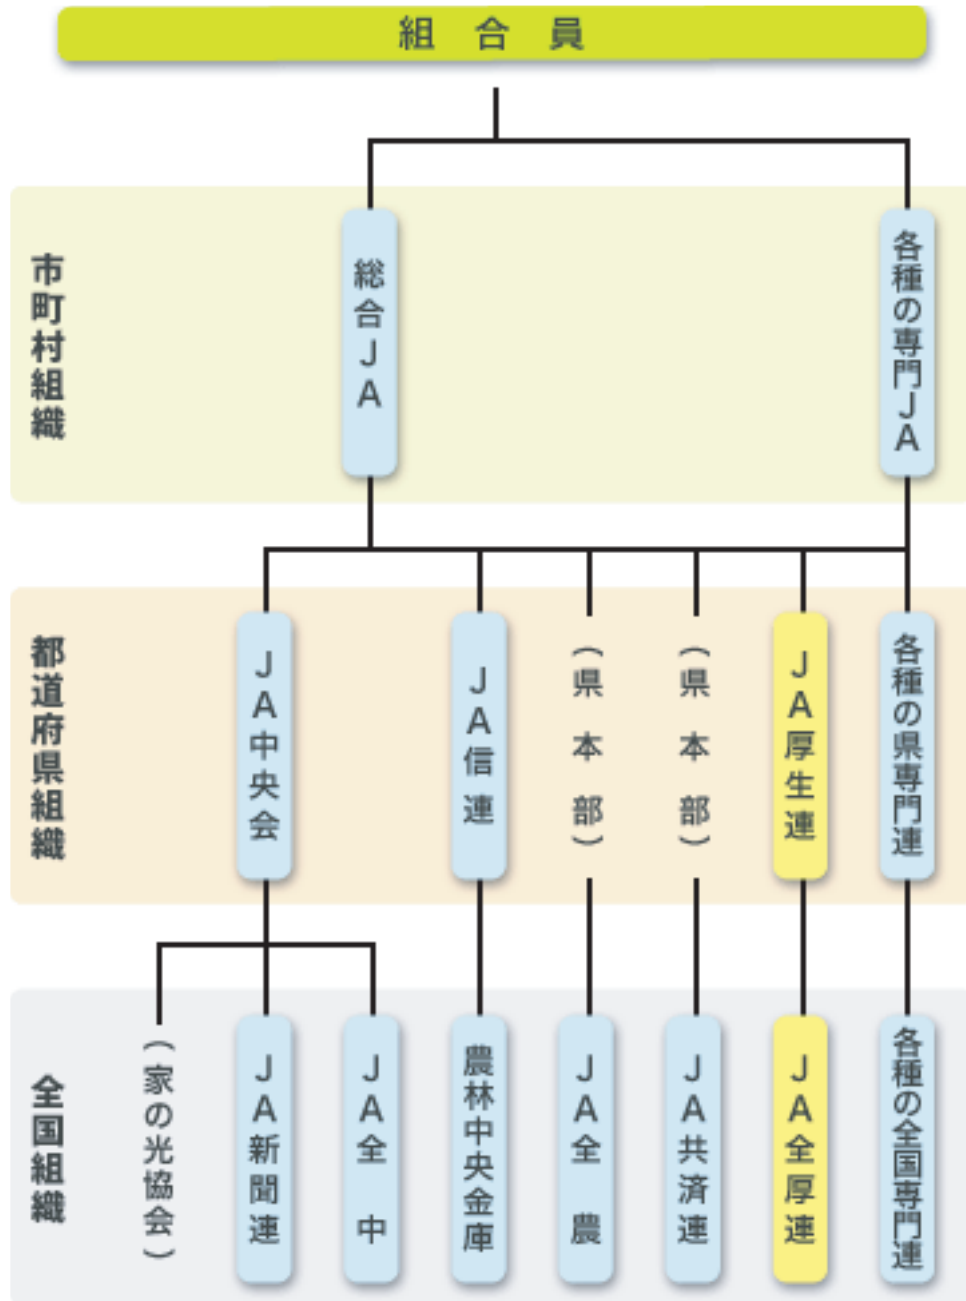 組合員
市町村組織
総合JA
各種の専門JA
都道府県組織
JA中央会
JA信連
(県本部)
(県本部)
JA厚生連
各種の県専門連
全国組織
(家の光協会)
JA新聞連
JA全中
農林中央金庫
JA全農
JA共済連
JA全厚連
各種の全国専門連